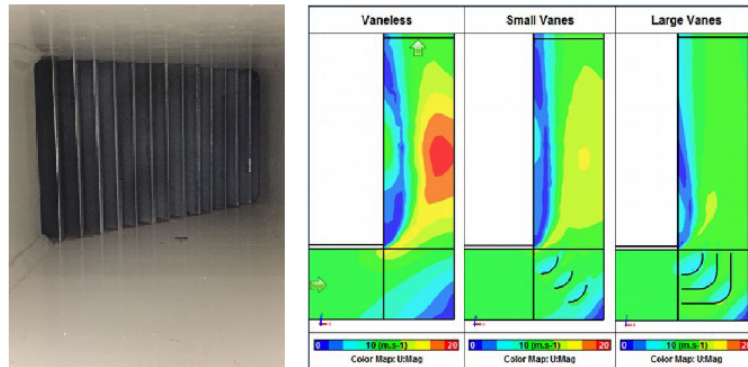 Vaneless
Small Vanes
Large Vanes
0 10 (m.s-1) 20
Color Map: U:Mag
0 10 (m.s-1) 20
Color Map: U:Mag
0 10 (m.s-1) 20
Color Map: U:Mag